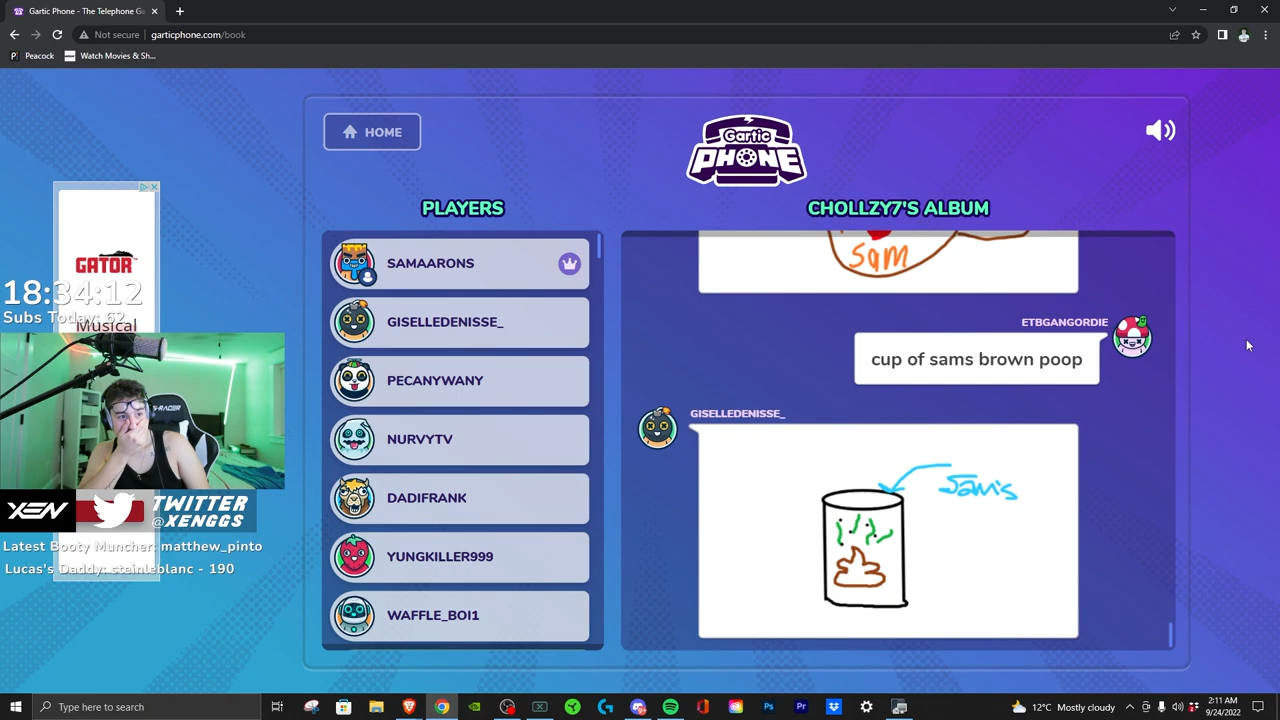 Gartic Phone - The Telephone Ga
Not secure
garticphone.com/book
Peacock
Watch Movies & Sh...
HOME
Gartic
PHONE
PLAYERS
CHOLLZY7'S ALBUM
SAMAARONS
GISELLEDENISSE_
PECANYWANY
NURVYTV
DADIFRANK
YUNGKILLER999
WAFFLE_BOI1
Sam
ETBGANGORDIE
cup of sams brown poop
GISELLEDENISSE_
Sam's
GATOR
18:34:12
Subs Today: 62
Musical
S-RACER
XEN
TWITTER
@XENGGS
Latest Booty Muncher: matthew_pinto
Lucas's Daddy: steinleblanc - 190
Type here to search
12°C Mostly cloudy
2:11 AM
9/24/2022